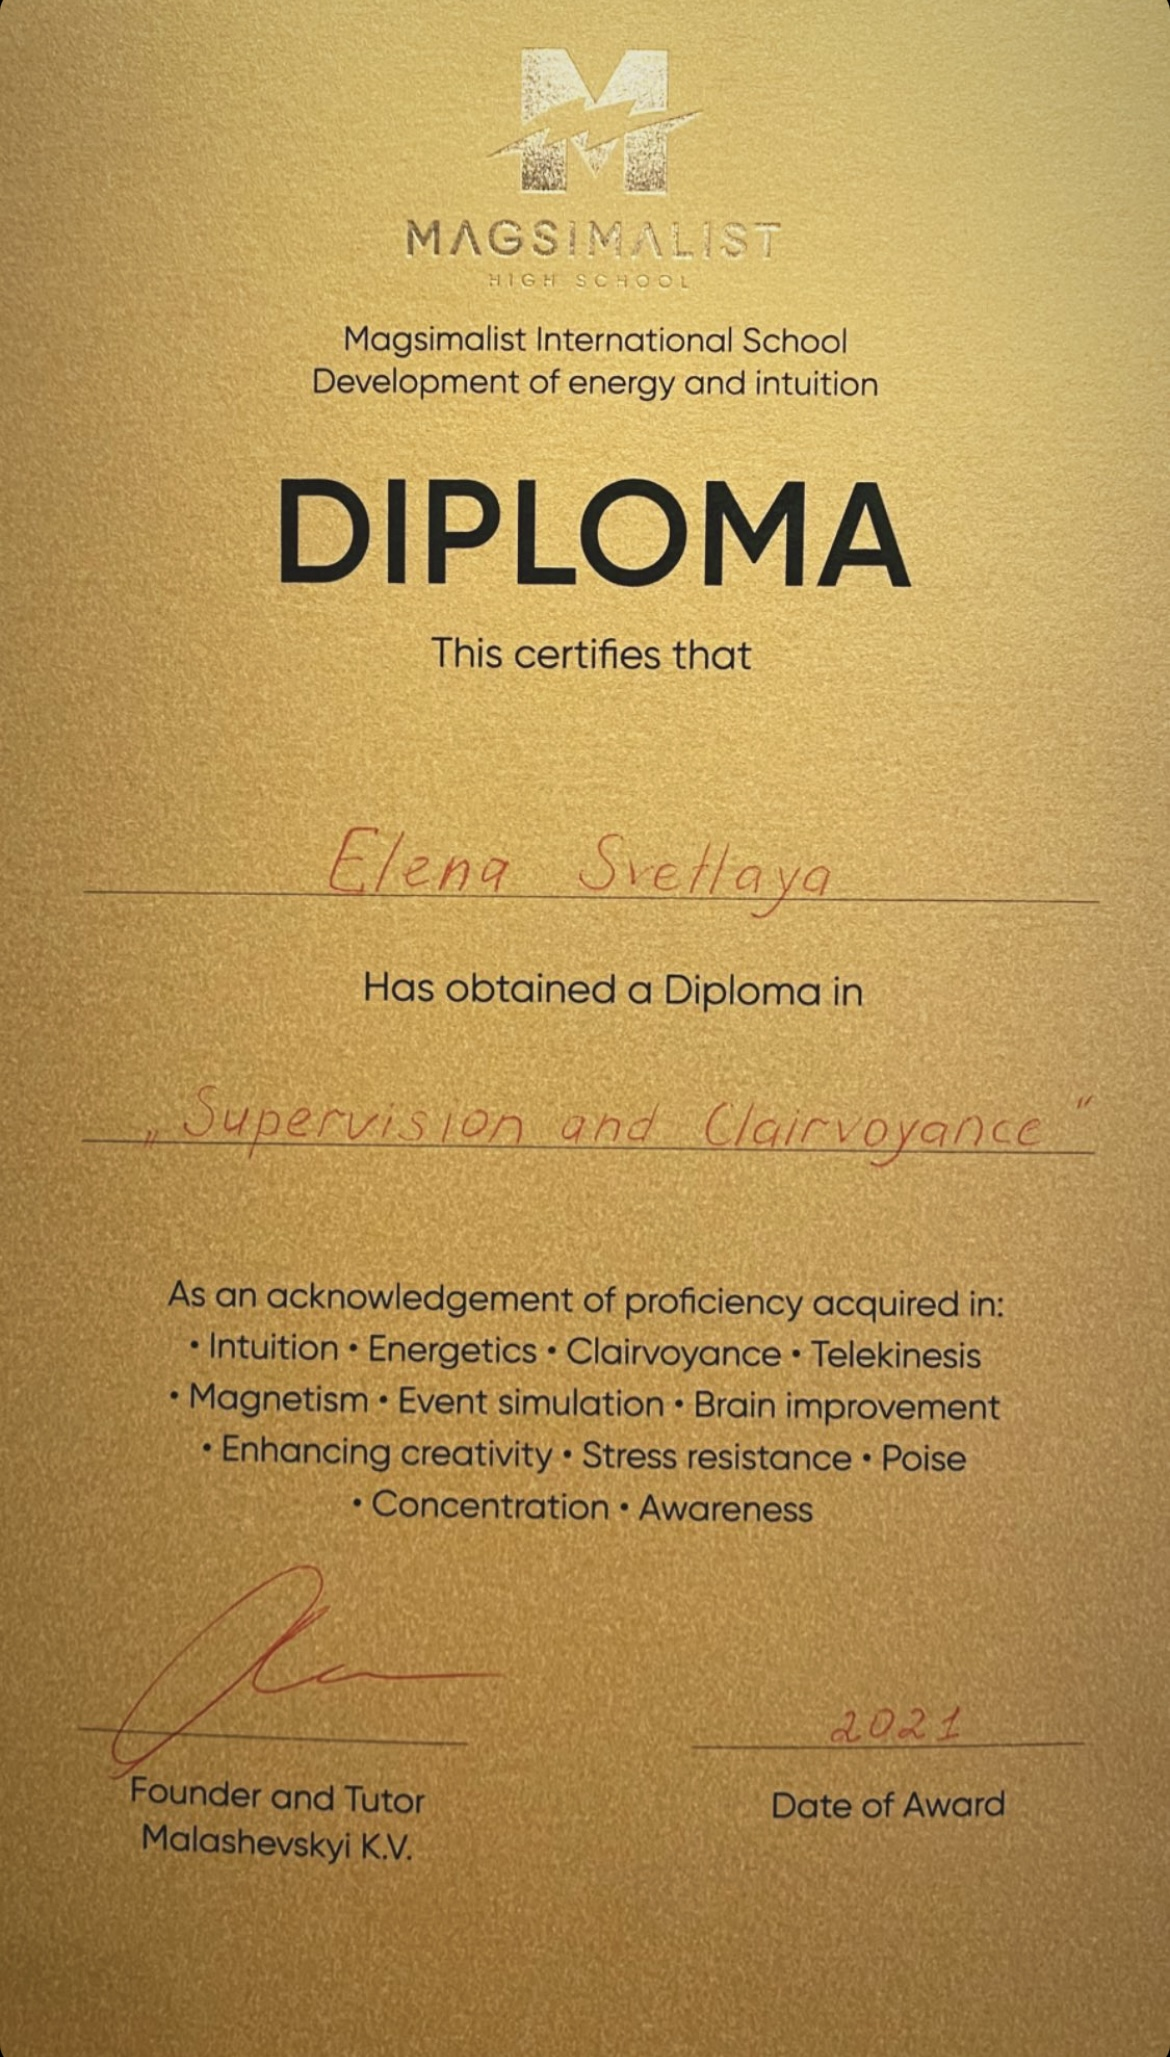 MAGSIMALIST
HIGH SCHOOL
Magsimalist International School
Development of energy and intuition
DIPLOMA
This certifies that
Elena Svetlaya
Has obtained a Diploma in
„Supervision and Clairvoyance“
As an acknowledgement of proficiency acquired in:
• Intuition • Energetics • Clairvoyance • Telekinesis
• Magnetism • Event simulation • Brain improvement
• Enhancing creativity • Stress resistance • Poise
• Concentration • Awareness
2021
Founder and Tutor
Malashevskyi K.V.
Date of Award